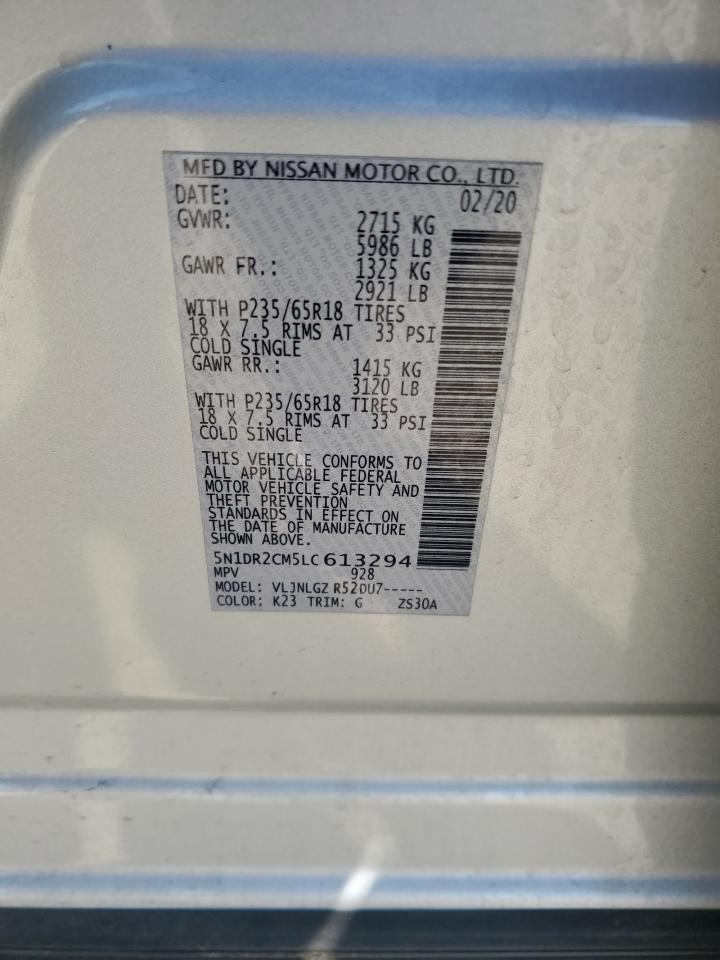 MFD BY NISSAN MOTOR CO., LTD.
DATE: 02/20
GVWR: 2715 KG
5986 LB
GAWR FR.: 1325 KG
2921 LB
WITH P235/65R18 TIRES
18 X 7.5 RIMS AT 33 PSI
COLD SINGLE
GAWR RR.: 1415 KG
3120 LB
WITH P235/65R18 TIRES
18 X 7.5 RIMS AT 33 PSI
COLD SINGLE
THIS VEHICLE CONFORMS TO
ALL APPLICABLE FEDERAL
MOTOR VEHICLE SAFETY AND
THEFT PREVENTION
STANDARDS IN EFFECT ON
THE DATE OF MANUFACTURE
SHOWN ABOVE.
5N1DR2CM5LC613294
MPV 928
MODEL: VLJNLGZ R52DU7-----
COLOR: K23 TRIM: G ZS30A